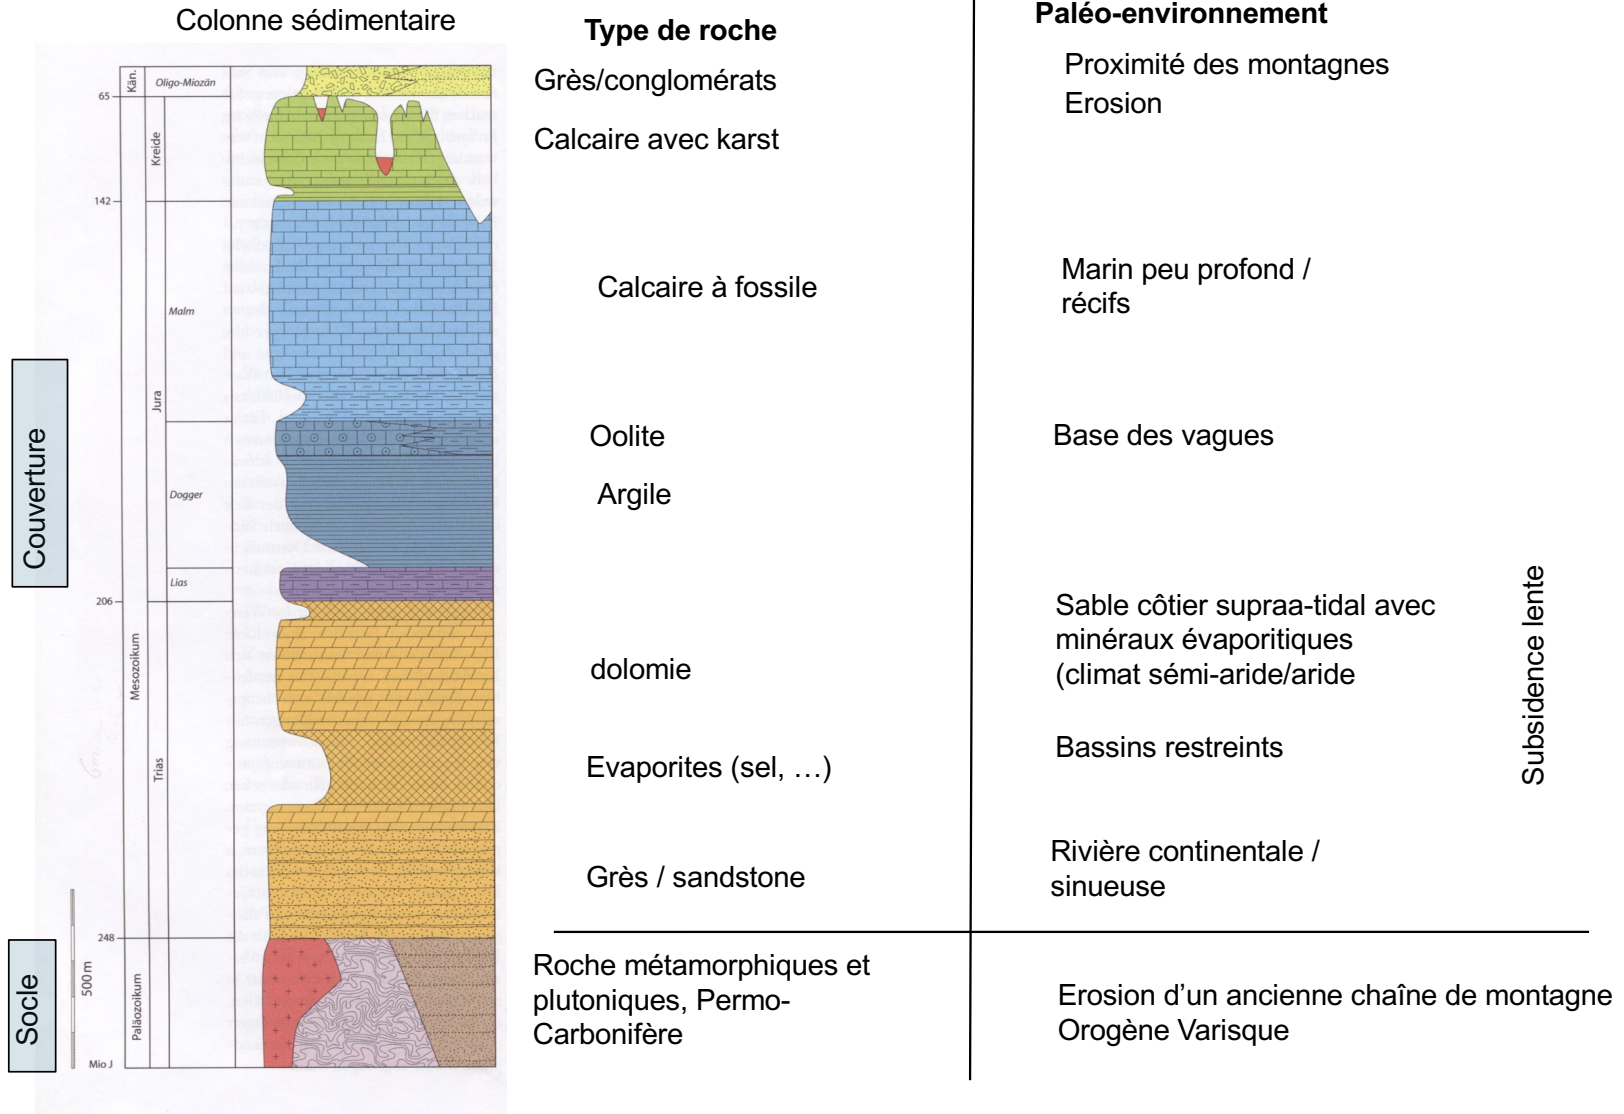 Colonne sédimentaire
Type de roche
Paléo-environnement
Couverture
Socle
Kän.
Oligo-Miozän
65
Kreide
142
Malm
Jura
Dogger
Lias
206
Mesozoikum
Trias
248
500 m
Paläozoikum
Mio J
Grès/conglomérats
Calcaire avec karst
Calcaire à fossile
Oolite
Argile
dolomie
Evaporites (sel, …)
Grès / sandstone
Roche métamorphiques et
plutoniques, Permo-
Carbonifère
Proximité des montagnes
Erosion
Marin peu profond /
récifs
Base des vagues
Sable côtier supraa-tidal avec
minéraux évaporitiques
(climat sémi-aride/aride
Bassins restreints
Rivière continentale /
sinueuse
Subsidence lente
Erosion d’un ancienne chaîne de montagne
Orogène Varisque